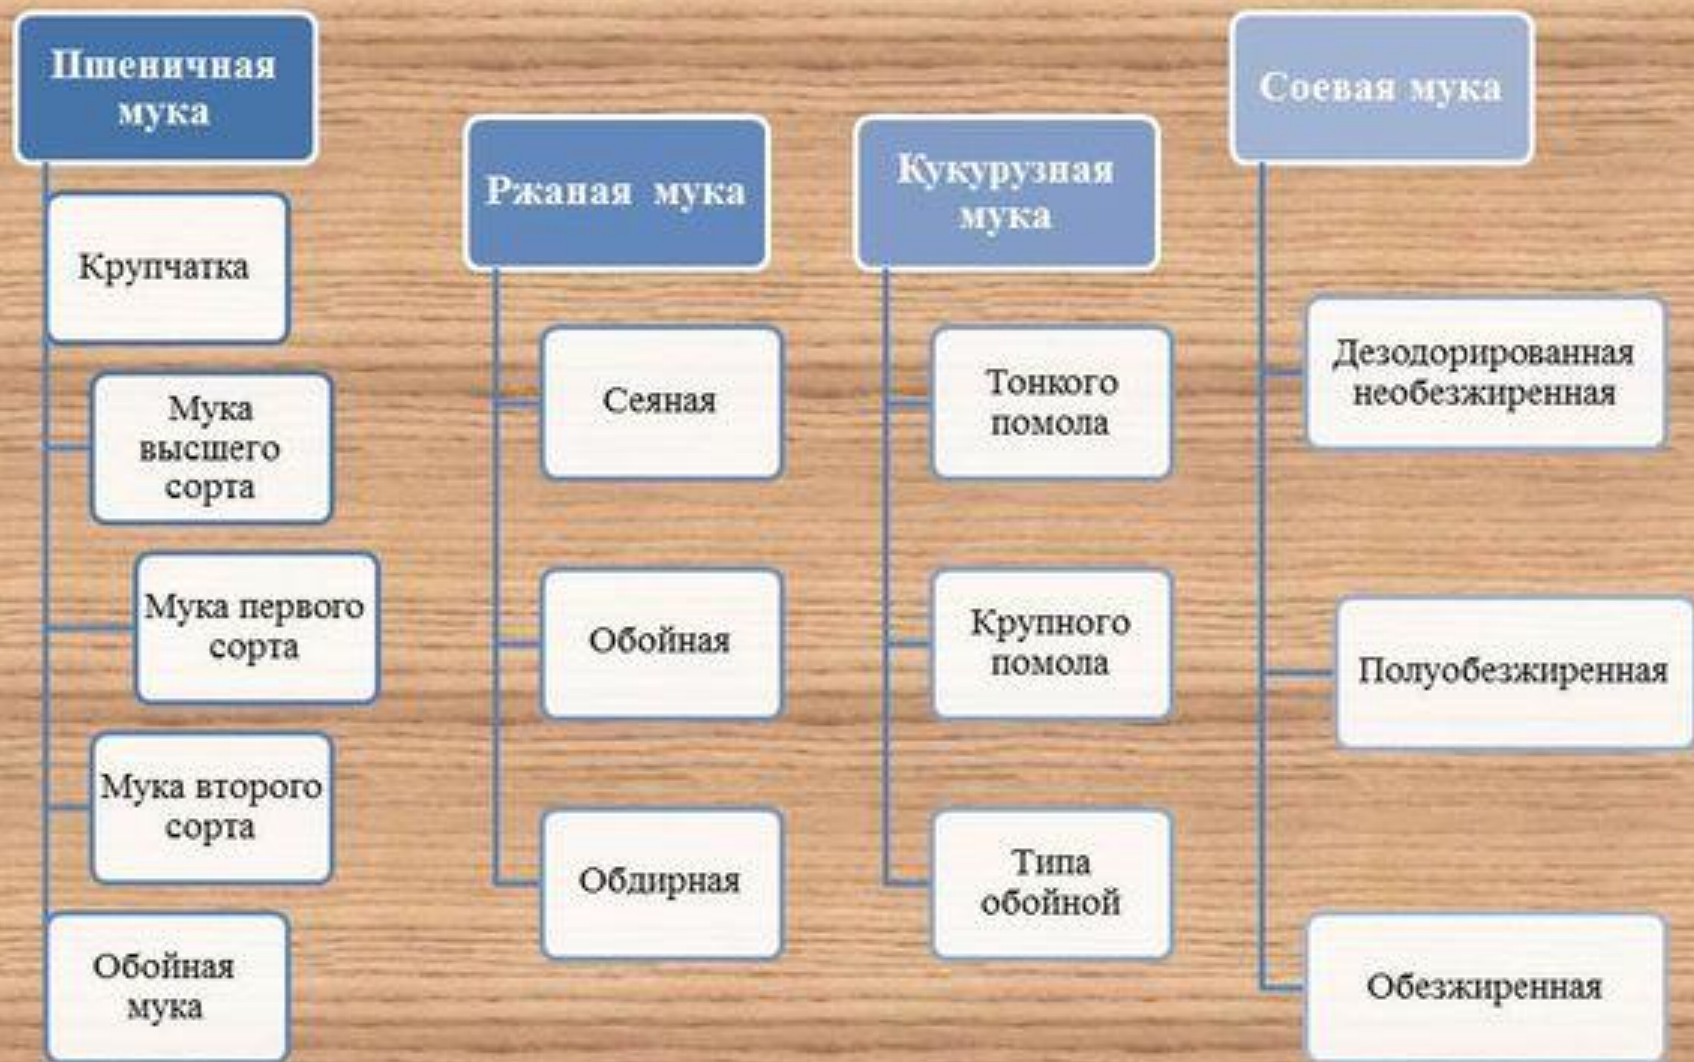 Пшеничная
мука
Крупчатка
Мука
высшего
сорта
Мука первого
сорта
Мука второго
сорта
Обойная
мука
Ржаная мука
Сеяная
Обойная
Обдирная
Кукурузная
мука
Тонкого
помола
Крупного
помола
Типа
обойной
Соевая мука
Дезодорированная
необезжиренная
Полуобезжиренная
Обезжиренная